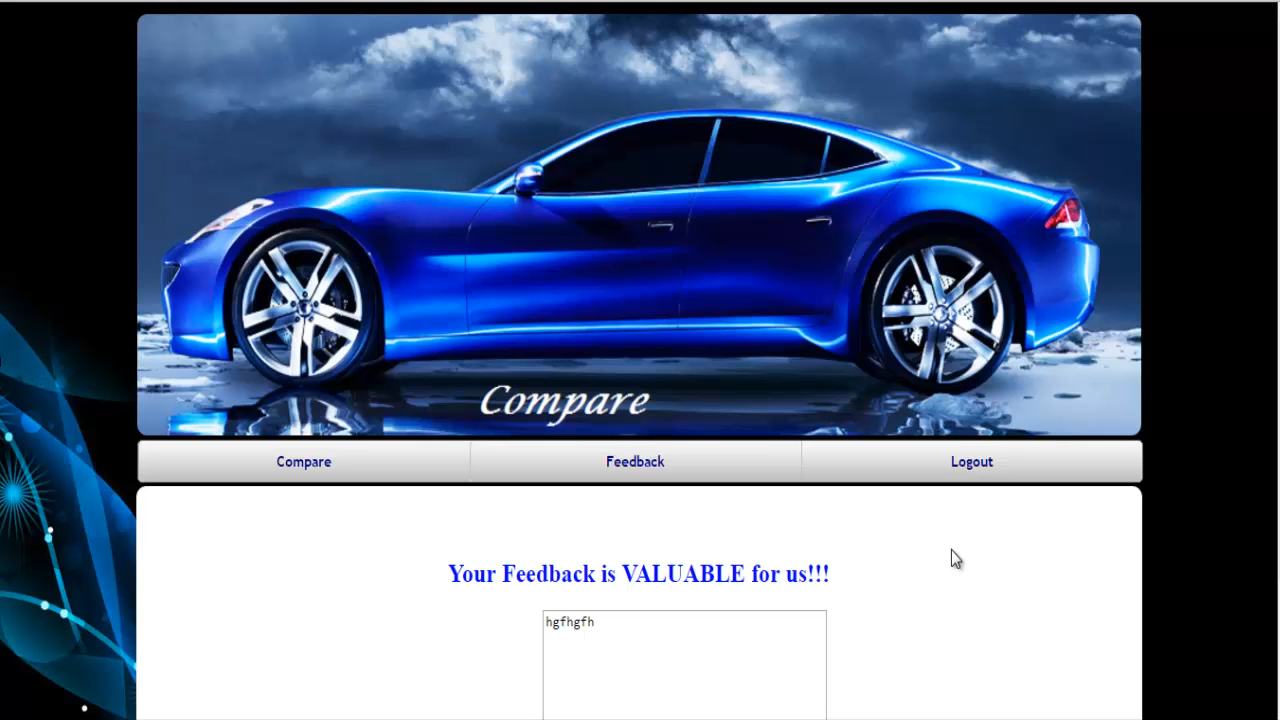 Compare
Compare
Feedback
Logout
Your Feedback is VALUABLE for us!!!
hgfhgfh